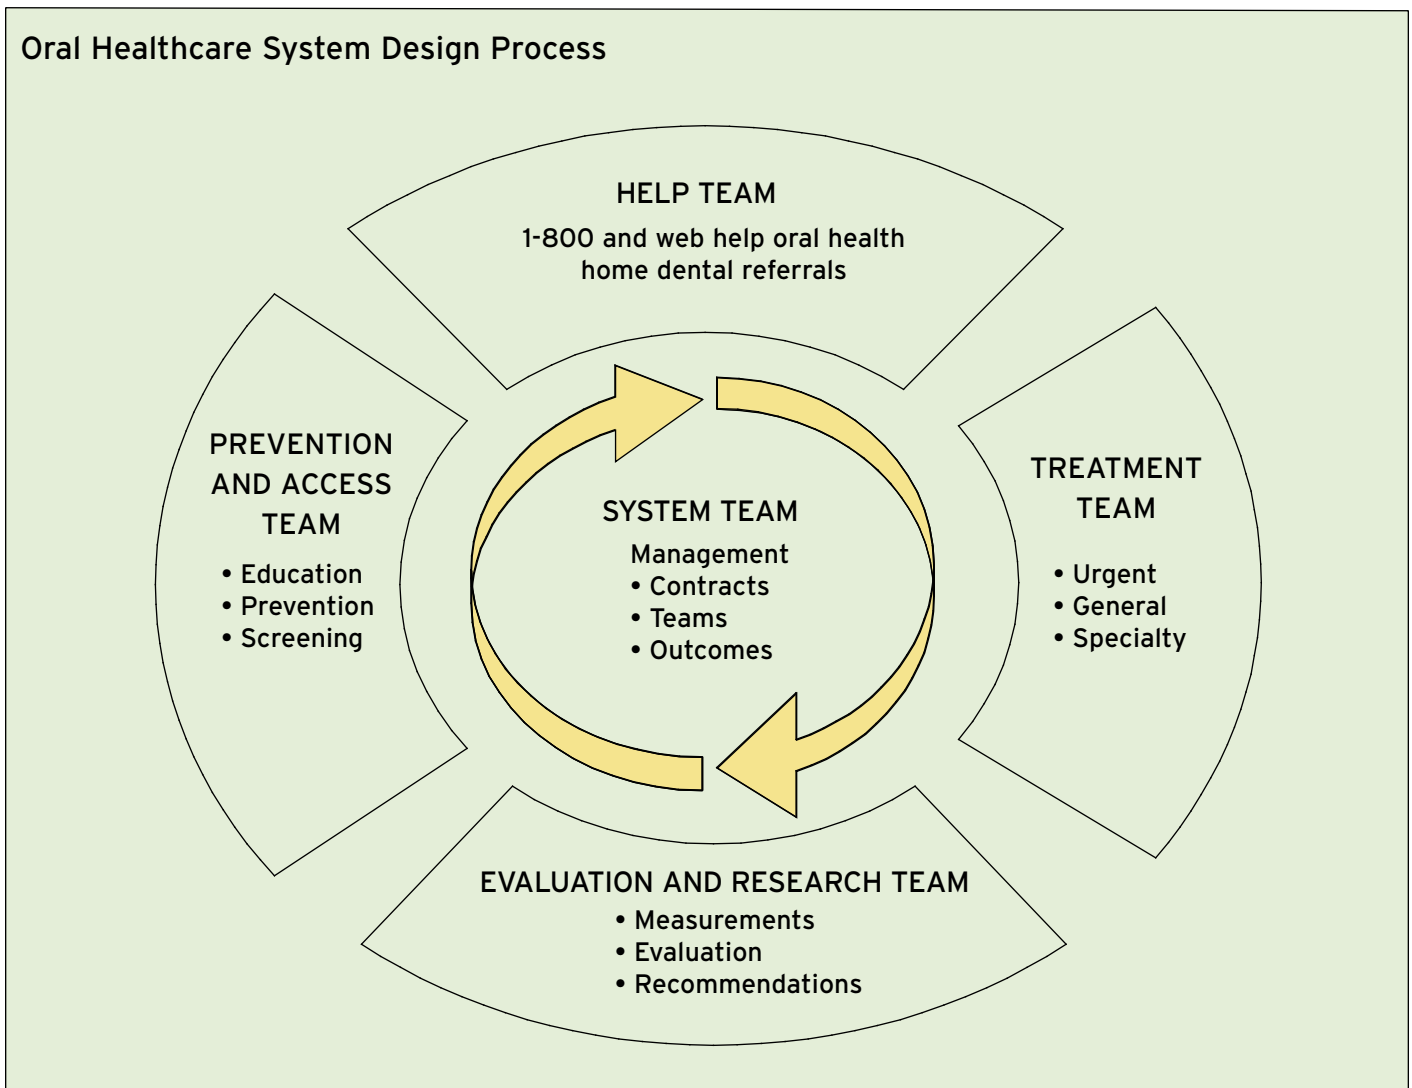 Oral Healthcare System Design Process
HELP TEAM
1-800 and web help oral health
home dental referrals
PREVENTION
AND ACCESS
TEAM
• Education
• Prevention
• Screening
SYSTEM TEAM
Management
• Contracts
• Teams
• Outcomes
TREATMENT
TEAM
• Urgent
• General
• Specialty
EVALUATION AND RESEARCH TEAM
• Measurements
• Evaluation
• Recommendations